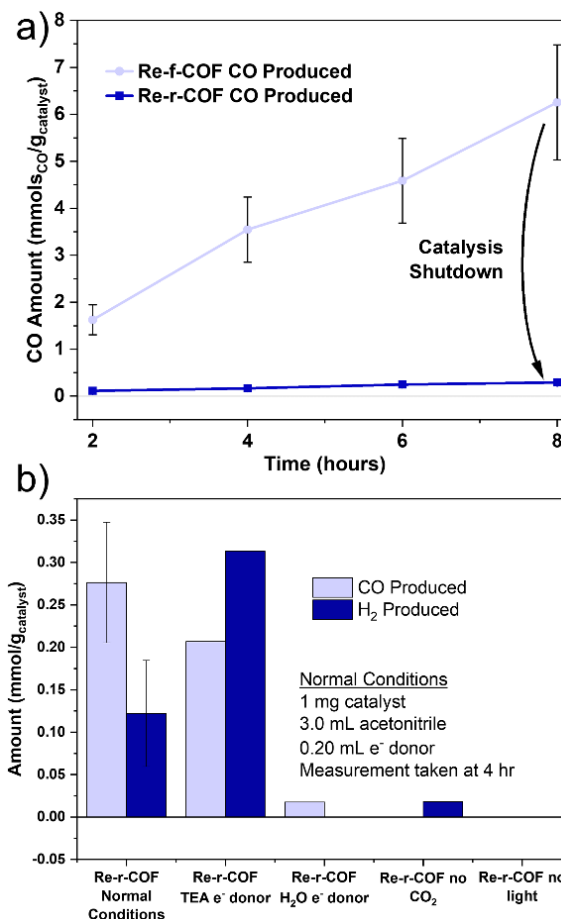 a)
8
7
6
5
4
3
2
1
0
CO Amount (mmols_CO/g_catalyst)
Re-f-COF CO Produced
Re-r-COF CO Produced
Catalysis
Shutdown
2 4 6 8
Time (hours)
b)
0.35
0.30
0.25
0.20
0.15
0.10
0.05
0.00
-0.05
Amount (mmol/g_catalyst)
CO Produced
H₂ Produced
Normal Conditions
1 mg catalyst
3.0 mL acetonitrile
0.20 mL e⁻ donor
Measurement taken at 4 hr
Re-r-COF
Normal
Conditions
Re-r-COF
TEA e⁻ donor
Re-r-COF
H₂O e⁻ donor
Re-r-COF no
CO₂
Re-r-COF no
light